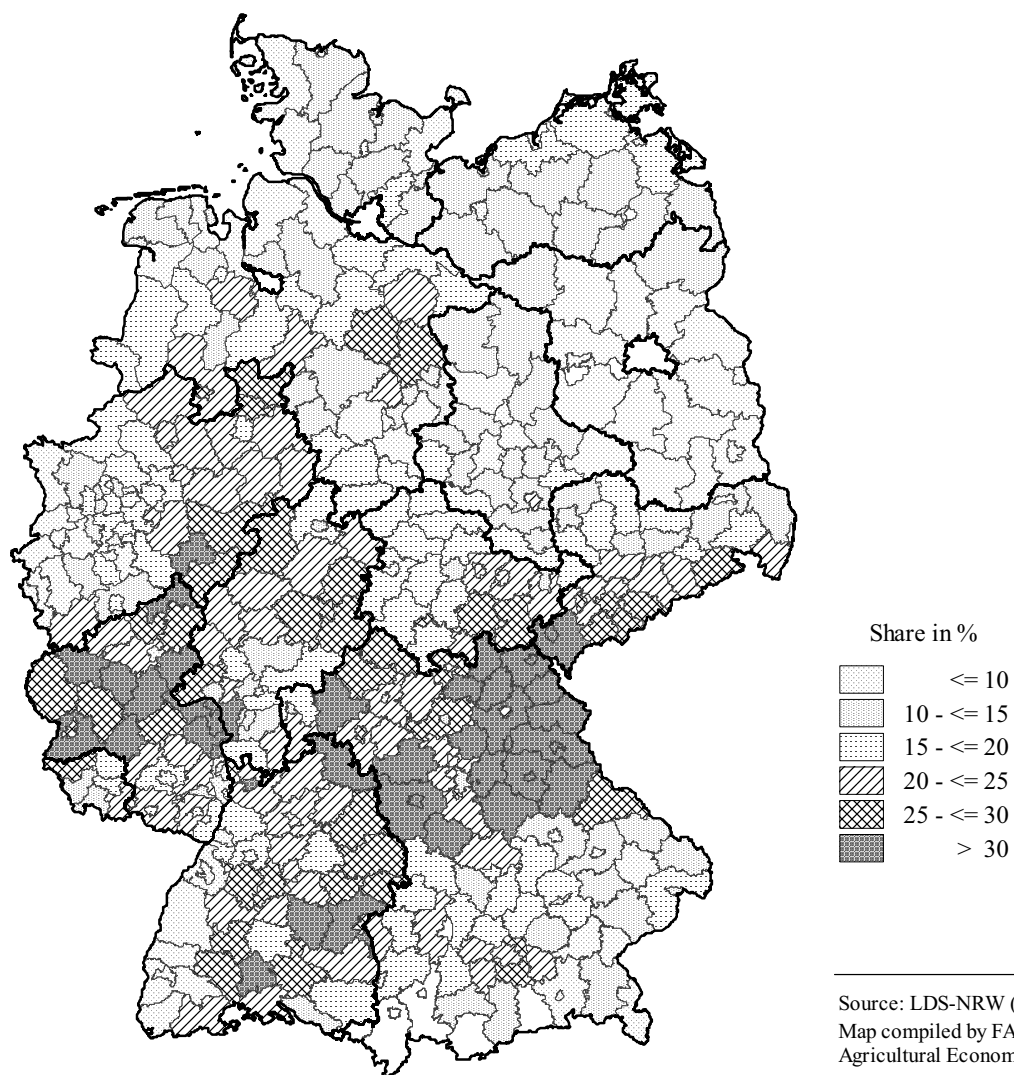 Share in %
<= 10
10 - <= 15
15 - <= 20
20 - <= 25
25 - <= 30
> 30
Source: LDS-NRW (
Map compiled by FA
Agricultural Econom